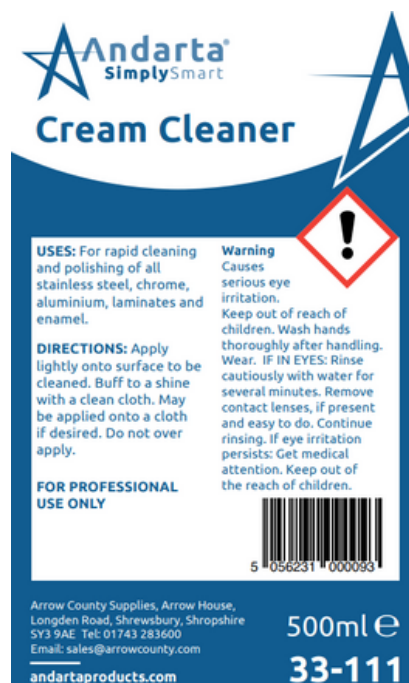 Andarta®
SimplySmart
Cream Cleaner
USES: For rapid cleaning
and polishing of all
stainless steel, chrome,
aluminium, laminates and
enamel.
DIRECTIONS: Apply
lightly onto surface to be
cleaned. Buff to a shine
with a clean cloth. May
be applied onto a cloth
if desired. Do not over
apply.
FOR PROFESSIONAL
USE ONLY
Warning
Causes
serious eye
irritation.
Keep out of reach of
children. Wash hands
thoroughly after handling.
Wear. IF IN EYES: Rinse
cautiously with water for
several minutes. Remove
contact lenses, if present
and easy to do. Continue
rinsing. If eye irritation
persists: Get medical
attention. Keep out of
the reach of children.
5 056231 000093
Arrow County Supplies, Arrow House,
Longden Road, Shrewsbury, Shropshire
SY3 9AE Tel: 01743 283600
Email: sales@arrowcounty.com
andartaproducts.com
500ml ℮
33-111